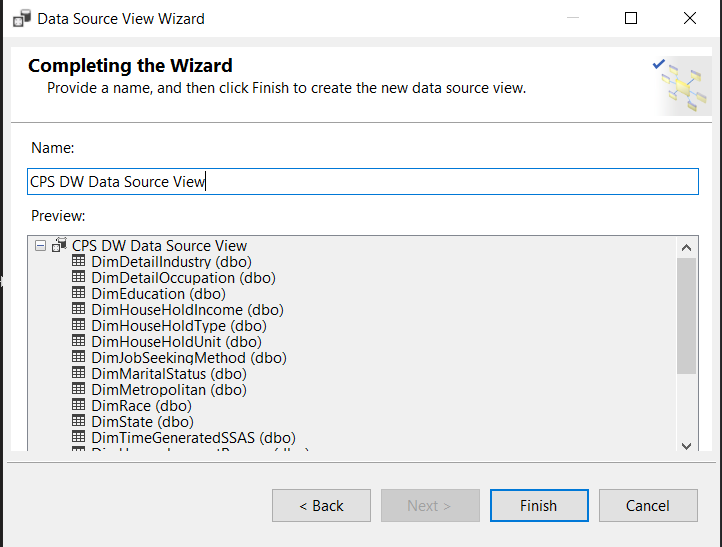 Data Source View Wizard
Completing the Wizard
Provide a name, and then click Finish to create the new data source view.
Name:
CPS DW Data Source View
Preview:
CPS DW Data Source View
DimDetailIndustry (dbo)
DimDetailOccupation (dbo)
DimEducation (dbo)
DimHouseHoldIncome (dbo)
DimHouseHoldType (dbo)
DimHouseHoldUnit (dbo)
DimJobSeekingMethod (dbo)
DimMaritalStatus (dbo)
DimMetropolitan (dbo)
DimRace (dbo)
DimState (dbo)
DimTimeGeneratedSSAS (dbo)
< Back
Next >
Finish
Cancel